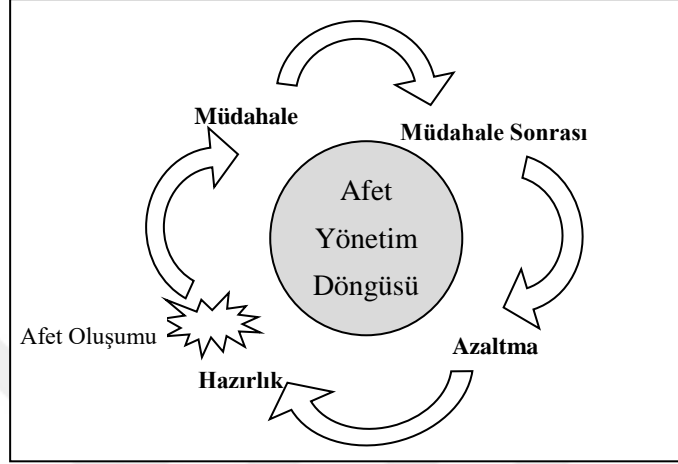 Müdahale
Müdahale Sonrası
Afet
Yönetim
Döngüsü
Afet Oluşumu
Azaltma
Hazırlık